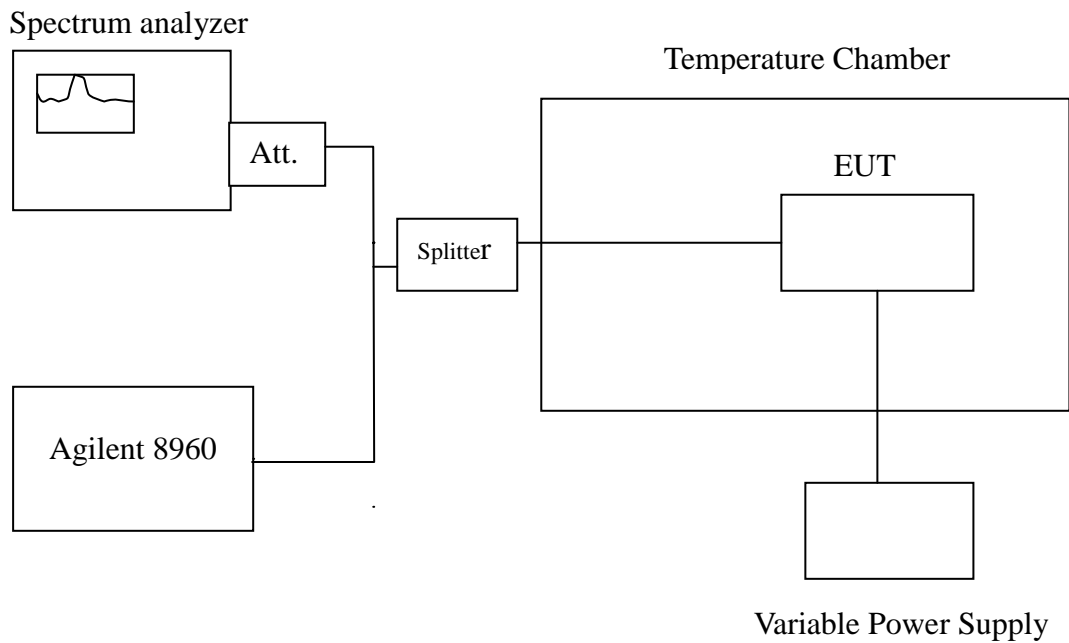 Spectrum analyzer
Temperature Chamber
Att.
EUT
Splitter
Agilent 8960
Variable Power Supply